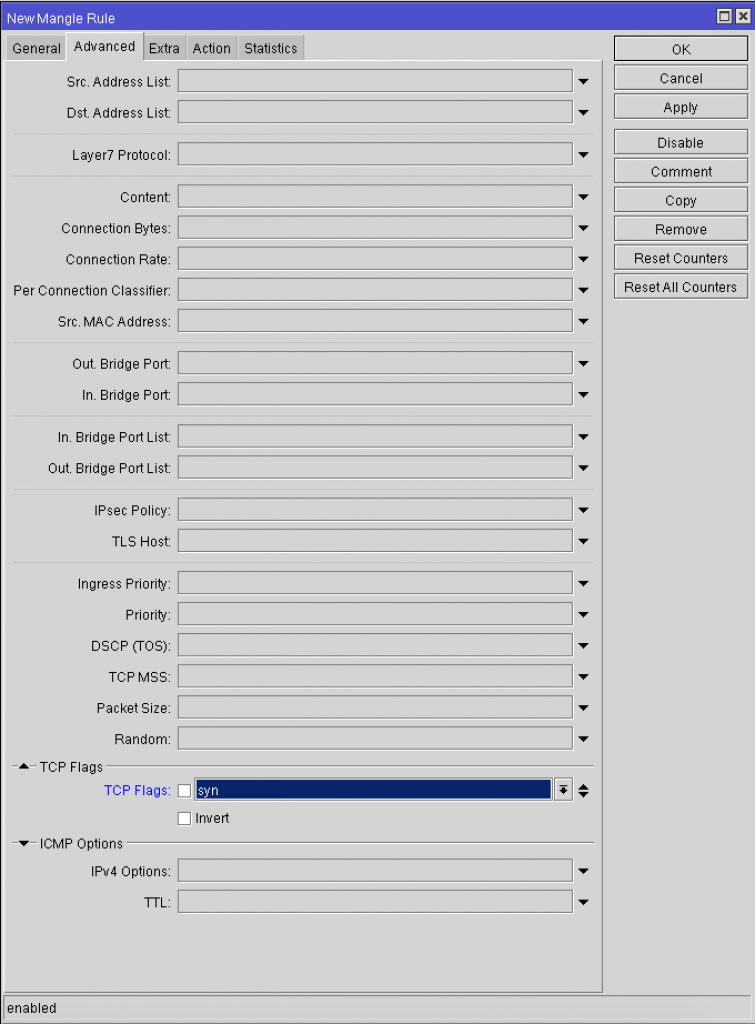 New Mangle Rule
General Advanced Extra Action Statistics
OK
Cancel
Apply
Disable
Comment
Copy
Remove
Reset Counters
Reset All Counters
Src. Address List:
Dst. Address List:
Layer7 Protocol:
Content:
Connection Bytes:
Connection Rate:
Per Connection Classifier:
Src. MAC Address:
Out. Bridge Port:
In. Bridge Port:
In. Bridge Port List:
Out. Bridge Port List:
IPsec Policy:
TLS Host:
Ingress Priority:
Priority:
DSCP (TOS):
TCP MSS:
Packet Size:
Random:
TCP Flags
TCP Flags: syn
Invert
ICMP Options
IPv4 Options:
TTL:
enabled